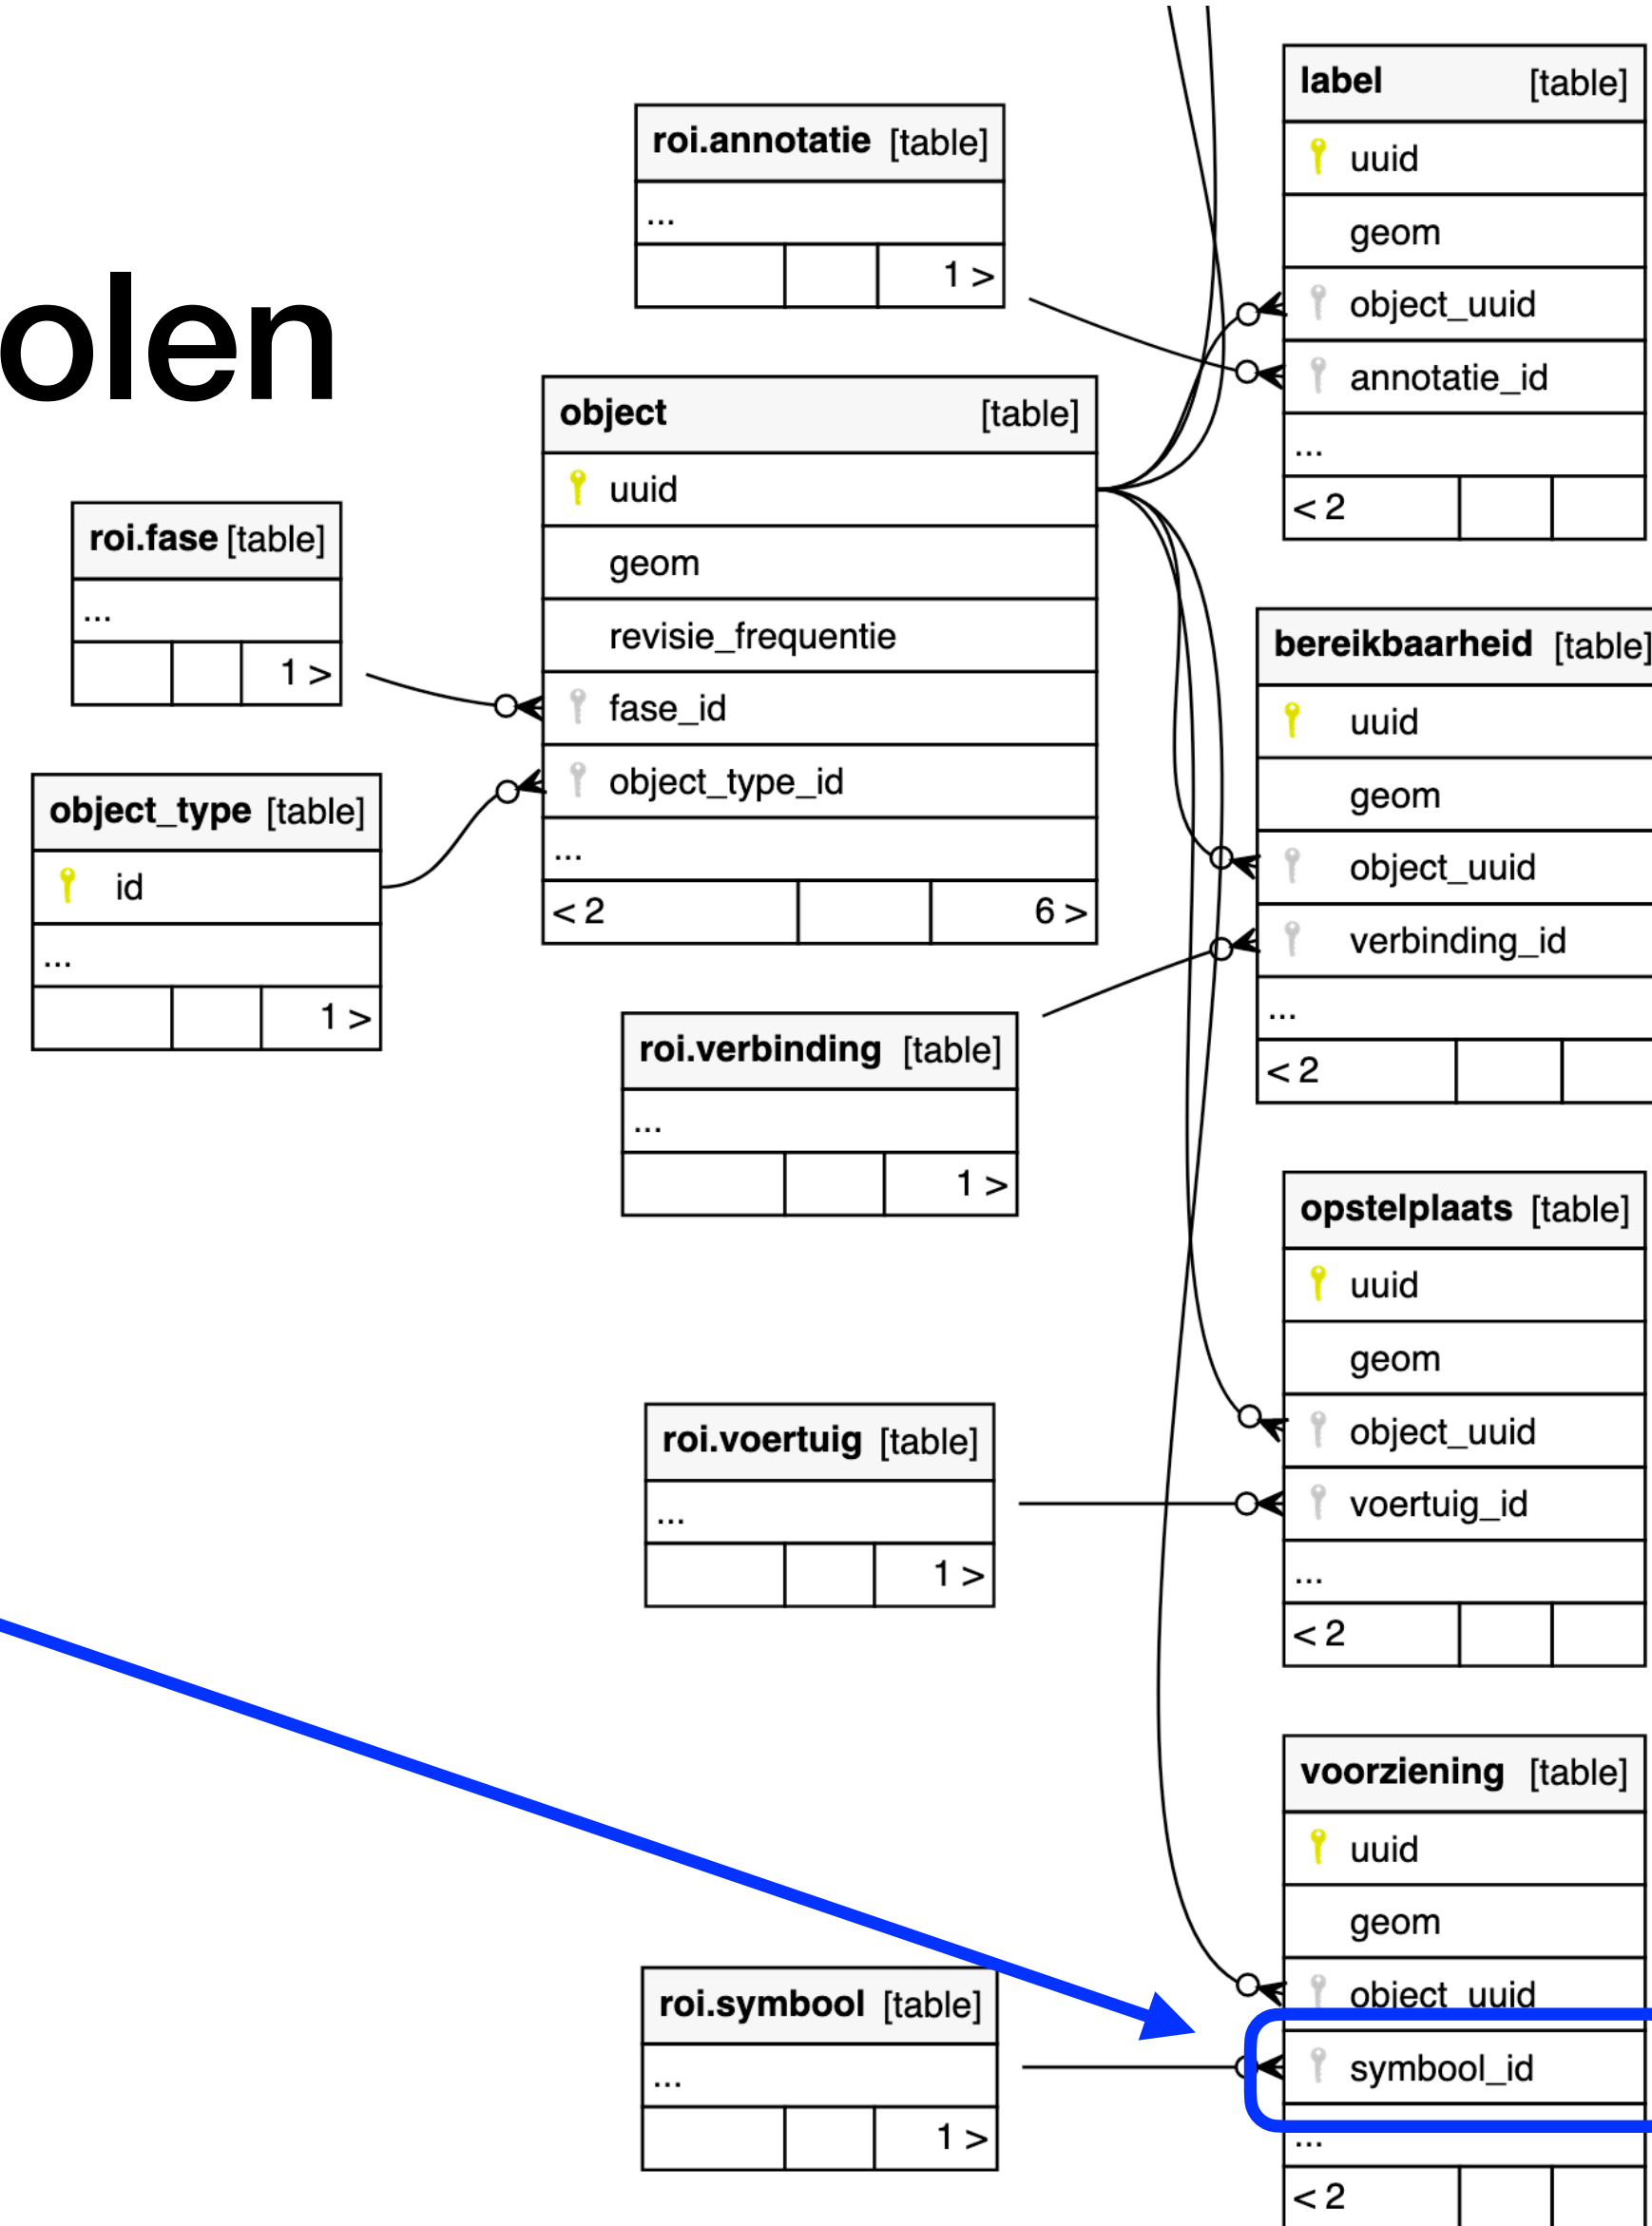 olen
roi.annotatie [table]
...
1 >
object [table]
uuid
geom
revisie_frequentie
fase_id
object_type_id
...
< 2 6 >
roi.fase [table]
...
1 >
object_type [table]
id
...
1 >
roi.verbinding [table]
...
1 >
roi.voertuig [table]
...
1 >
roi.symbool [table]
...
1 >
label [table]
uuid
geom
object_uuid
annotatie_id
...
< 2
bereikbaarheid [table]
uuid
geom
object_uuid
verbinding_id
...
< 2
opstelplaats [table]
uuid
geom
object_uuid
voertuig_id
...
< 2
voorziening [table]
uuid
geom
object_uuid
symbool_id
...
< 2